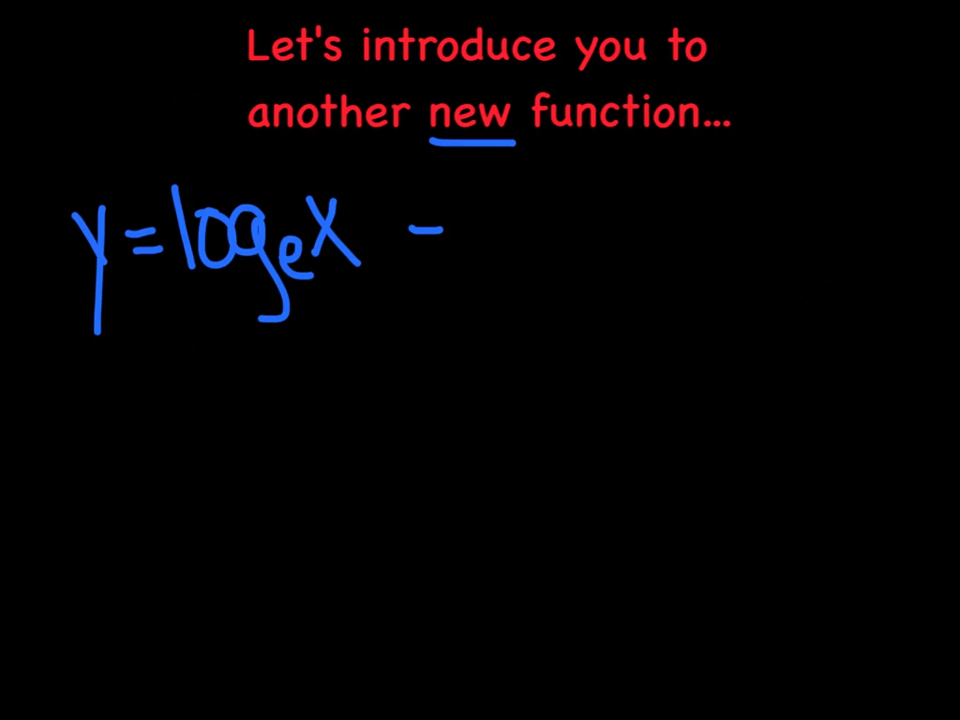 Let's introduce you to
another new function...
y = logₑx -